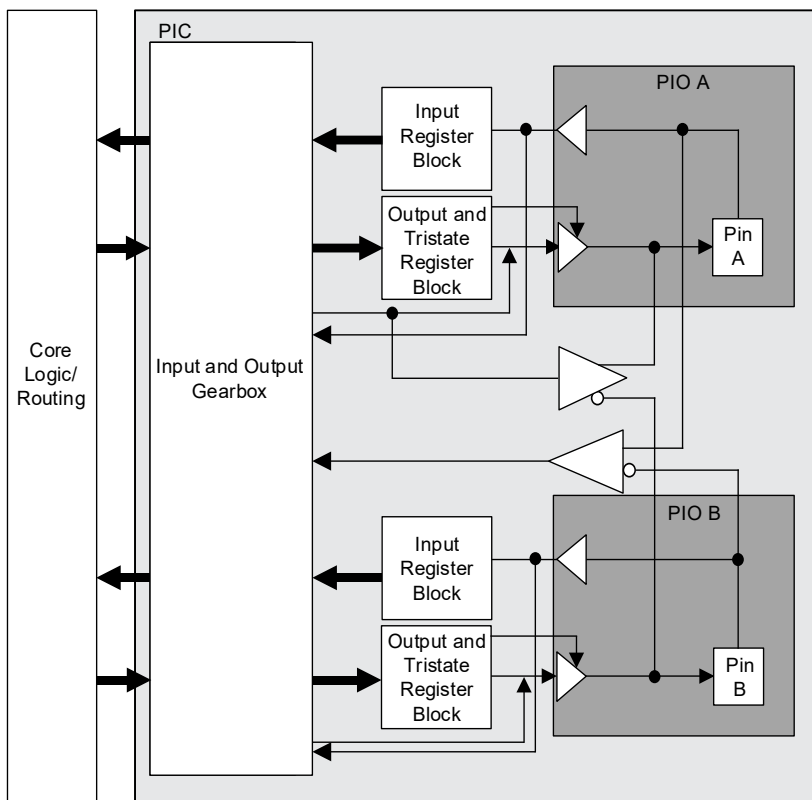 PIC
PIO A
Input
Register
Block
Output and
Tristate
Register
Block
Pin
A
Core
Logic/
Routing
Input and Output
Gearbox
PIO B
Input
Register
Block
Output and
Tristate
Register
Block
Pin
B